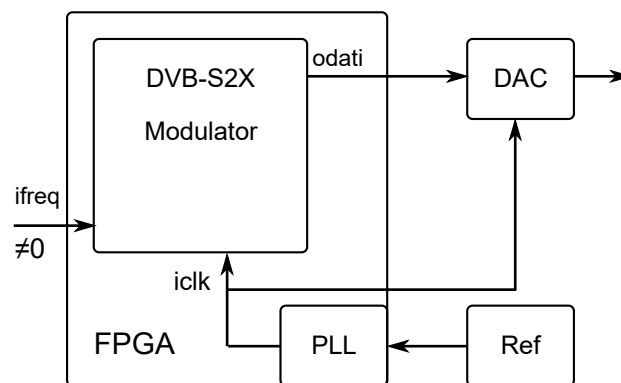 DVB-S2X
Modulator
odati
DAC
ifreq
≠0
iclk
FPGA
PLL
Ref